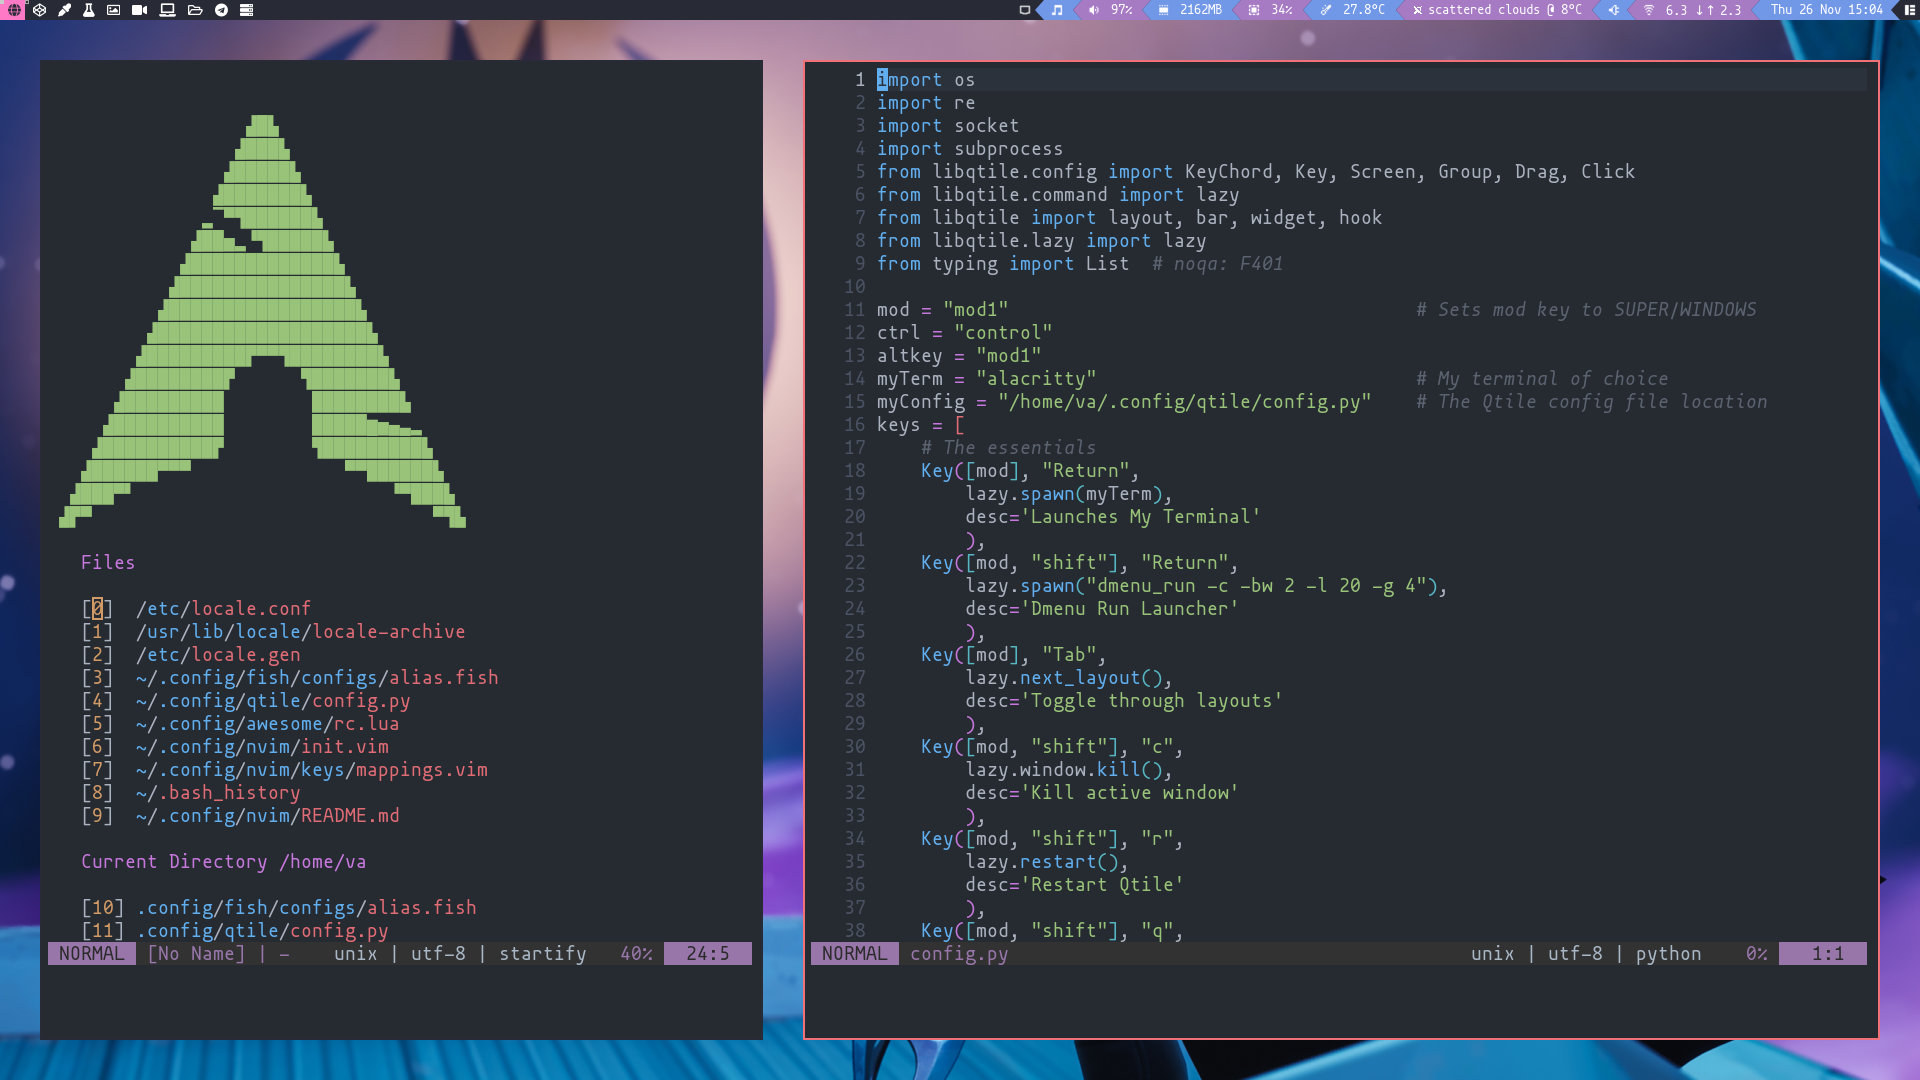 97%
2162MB
34%
27.8°C
scattered clouds @ 8°C
6.3 ↓↑ 2.3
Thu 26 Nov 15:04
Files
[0]  /etc/locale.conf
[1]  /usr/lib/locale/locale-archive
[2]  /etc/locale.gen
[3]  ~/.config/fish/configs/alias.fish
[4]  ~/.config/qtile/config.py
[5]  ~/.config/awesome/rc.lua
[6]  ~/.config/nvim/init.vim
[7]  ~/.config/nvim/keys/mappings.vim
[8]  ~/.bash_history
[9]  ~/.config/nvim/README.md
Current Directory /home/va
[10] .config/fish/configs/alias.fish
[11] .config/qtile/config.py
NORMAL [No Name] | -    unix | utf-8 | startify   40%   24:5
1 import os
2 import re
3 import socket
4 import subprocess
5 from libqtile.config import KeyChord, Key, Screen, Group, Drag, Click
6 from libqtile.command import lazy
7 from libqtile import layout, bar, widget, hook
8 from libqtile.lazy import lazy
9 from typing import List  # noqa: F401
10
11 mod = "mod1"                                     # Sets mod key to SUPER/WINDOWS
12 ctrl = "control"
13 altkey = "mod1"
14 myTerm = "alacritty"                             # My terminal of choice
15 myConfig = "/home/va/.config/qtile/config.py"    # The Qtile config file location
16 keys = [
17     # The essentials
18     Key([mod], "Return",
19         lazy.spawn(myTerm),
20         desc='Launches My Terminal'
21         ),
22     Key([mod, "shift"], "Return",
23         lazy.spawn("dmenu_run -c -bw 2 -l 20 -g 4"),
24         desc='Dmenu Run Launcher'
25         ),
26     Key([mod], "Tab",
27         lazy.next_layout(),
28         desc='Toggle through layouts'
29         ),
30     Key([mod, "shift"], "c",
31         lazy.window.kill(),
32         desc='Kill active window'
33         ),
34     Key([mod, "shift"], "r",
35         lazy.restart(),
36         desc='Restart Qtile'
37         ),
38     Key([mod, "shift"], "q",
NORMAL config.py    unix | utf-8 | python    0%   1:1